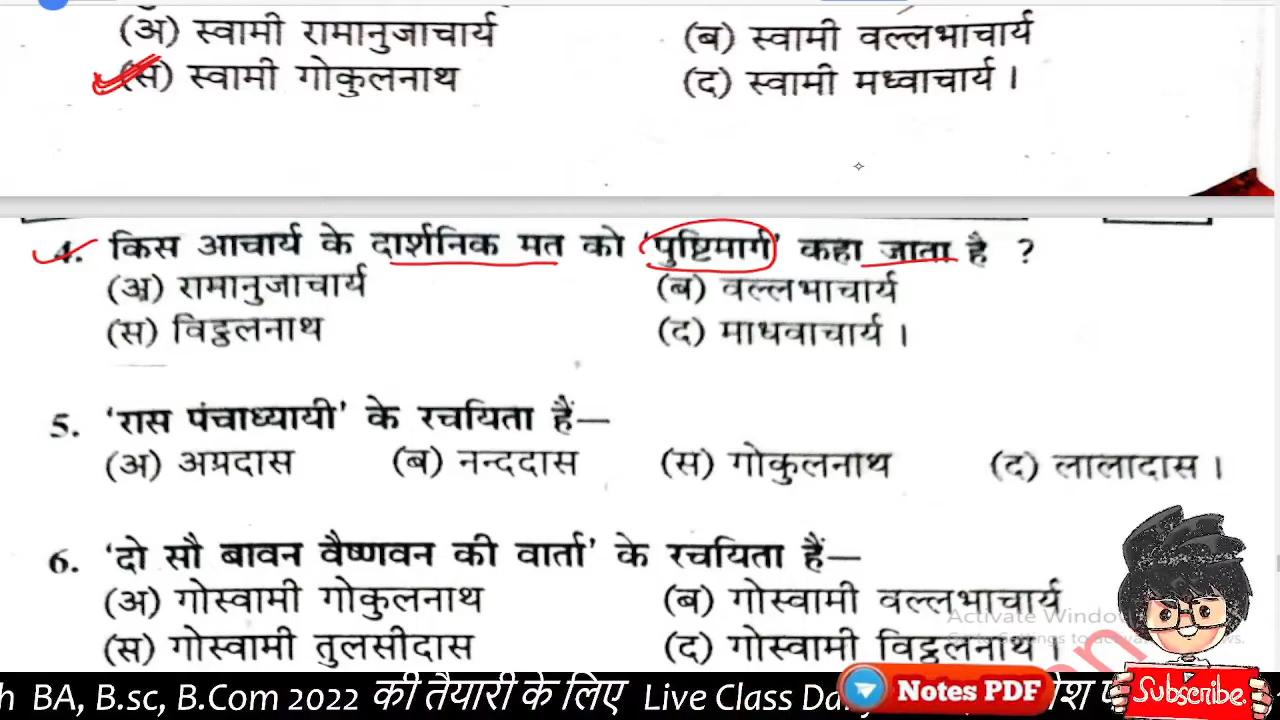 (अ) स्वामी रामानुजाचार्य (ब) स्वामी वल्लभाचार्य
(स) स्वामी गोकुलनाथ (द) स्वामी मध्वाचार्य ।
4. किस आचार्य के दार्शनिक मत को 'पुष्टिमार्ग' कहा जाता है ?
(अ) रामानुजाचार्य (ब) वल्लभाचार्य
(स) विट्ठलनाथ (द) माधवाचार्य ।
5. 'रास पंचाध्यायी' के रचयिता हैं—
(अ) अग्रदास (ब) नन्ददास (स) गोकुलनाथ (द) लालादास ।
6. 'दो सौ बावन वैष्णवन की वार्ता' के रचयिता हैं—
(अ) गोस्वामी गोकुलनाथ (ब) गोस्वामी वल्लभाचार्य
(स) गोस्वामी तुलसीदास (द) गोस्वामी विट्ठलनाथ ।
Activate Windows
BA, B.sc, B.Com 2022 की तैयारी के लिए Live Class
Notes PDF
Subscribe